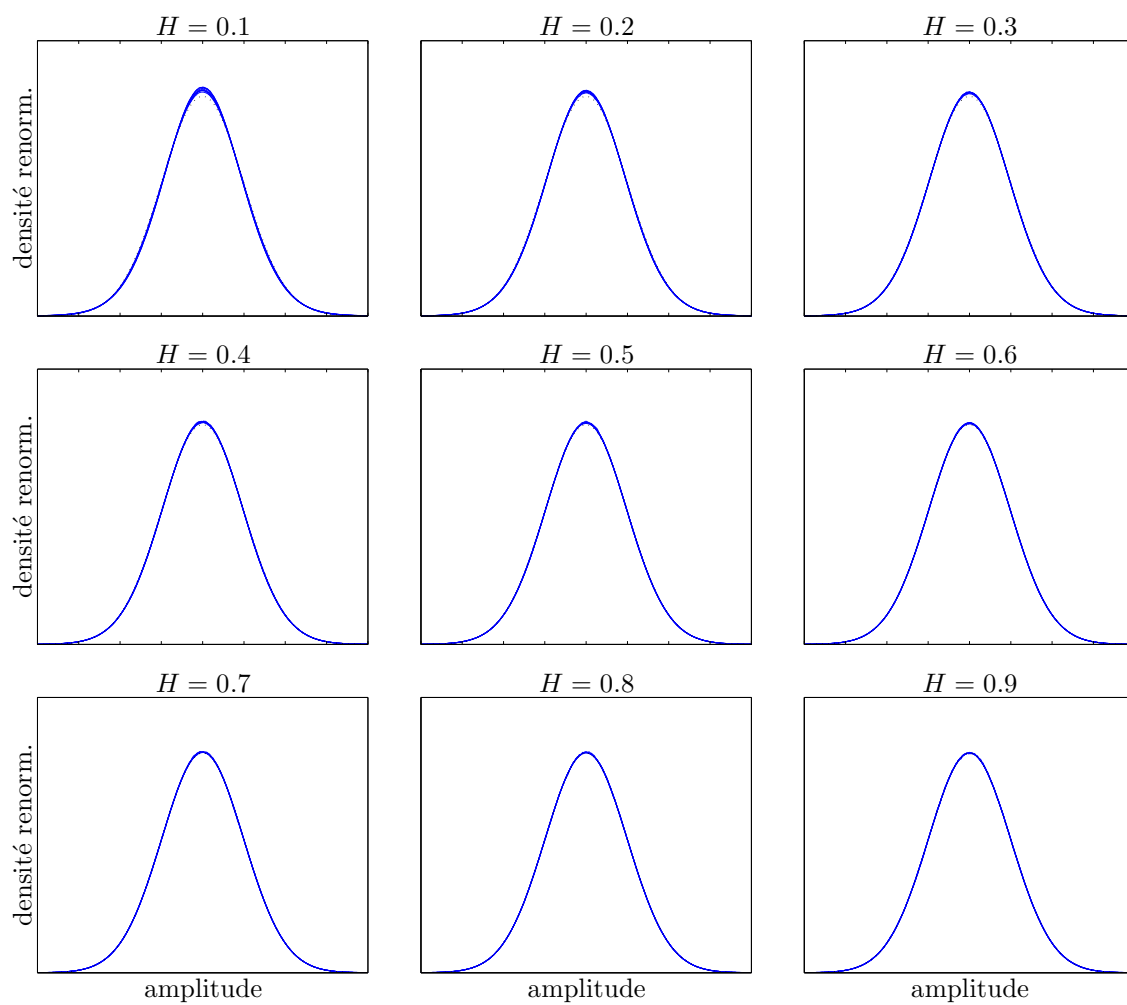 H = 0.1
H = 0.2
H = 0.3
densité renorm.
H = 0.4
H = 0.5
H = 0.6
densité renorm.
H = 0.7
H = 0.8
H = 0.9
densité renorm.
amplitude
amplitude
amplitude